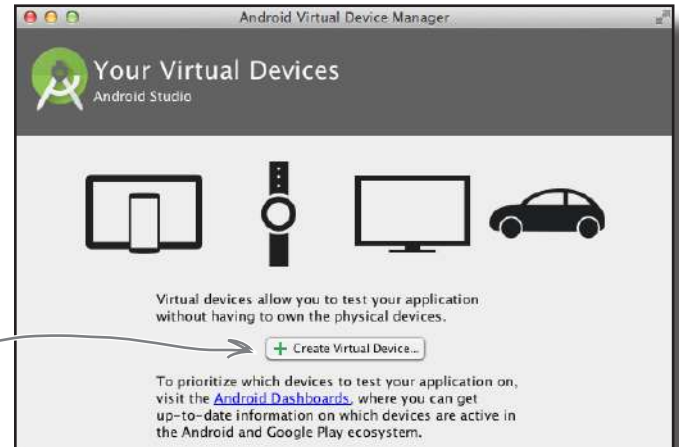 Android Virtual Device Manager
Your Virtual Devices
Android Studio
Virtual devices allow you to test your application
without having to own the physical devices.
Create Virtual Device...
To prioritize which devices to test your application on,
visit the Android Dashboards, where you can get
up-to-date information on which devices are active in
the Android and Google Play ecosystem.